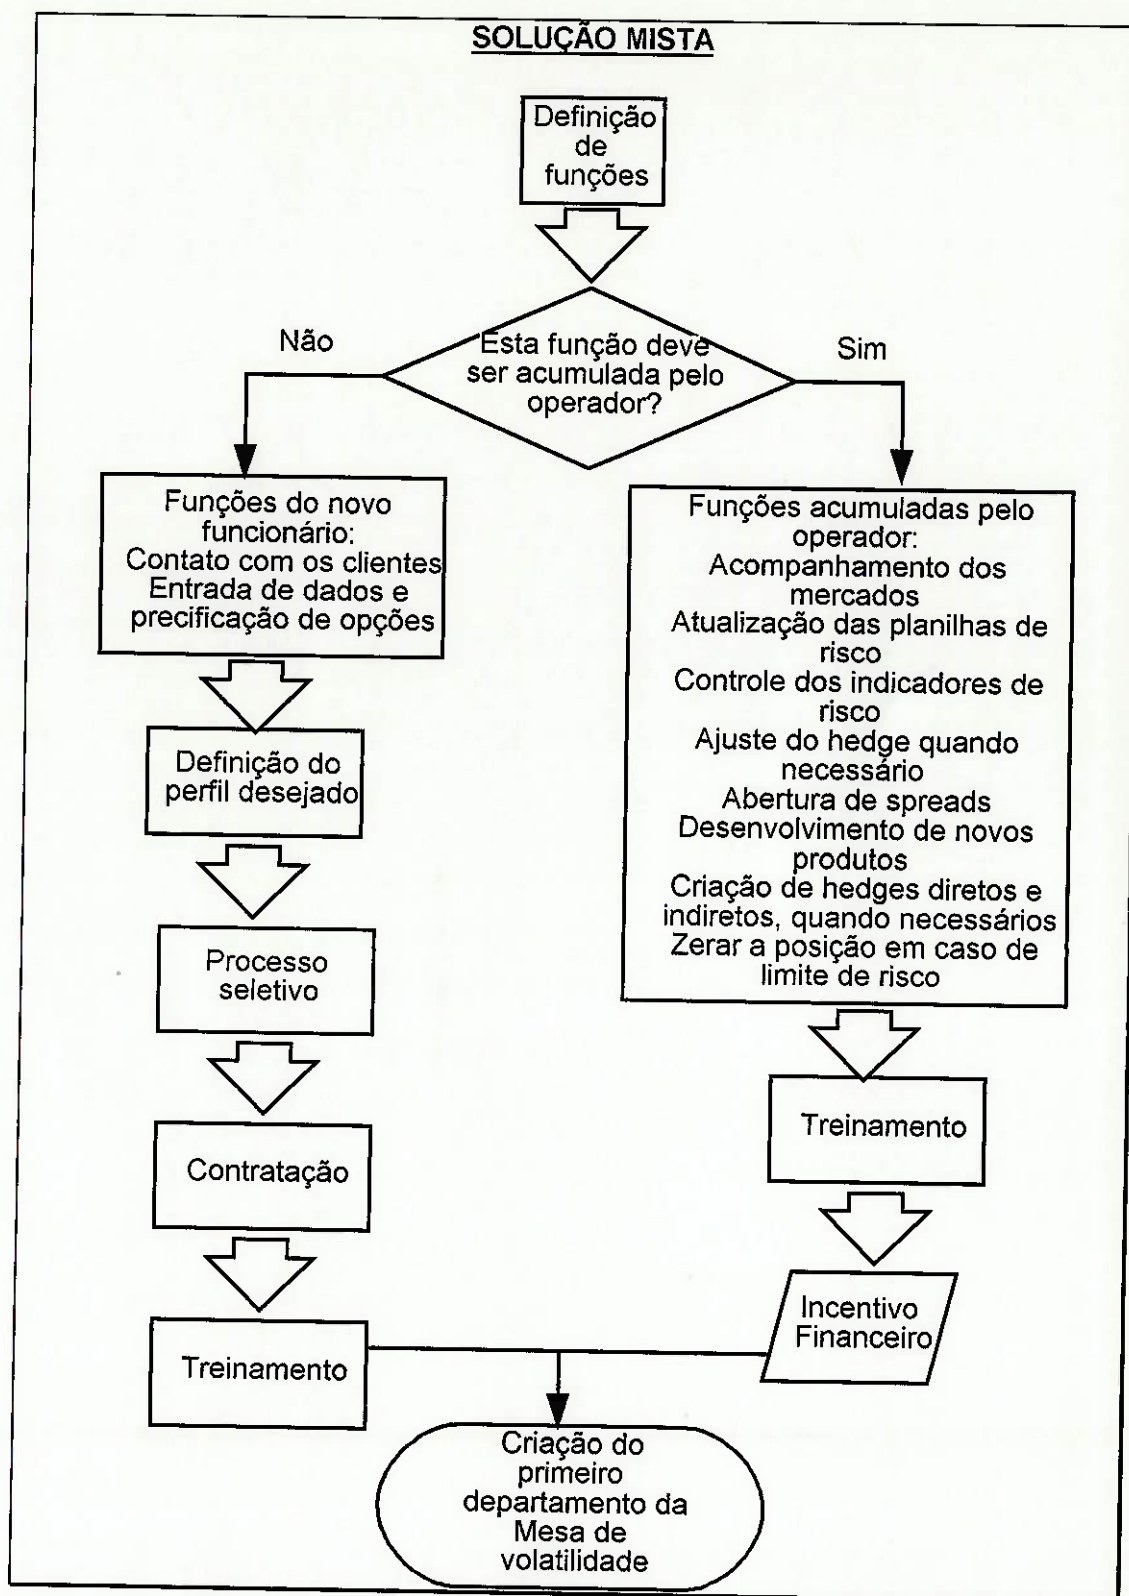 SOLUÇÃO MISTA
Definição
de
funções
Não
Esta função deve
ser acumulada pelo
operador?
Sim
Funções do novo
funcionário:
Contato com os clientes
Entrada de dados e
precificação de opções
Definição do
perfil desejado
Processo
seletivo
Contratação
Treinamento
Funções acumuladas pelo
operador:
Acompanhamento dos
mercados
Atualização das planilhas de
risco
Controle dos indicadores de
risco
Ajuste do hedge quando
necessário
Abertura de spreads
Desenvolvimento de novos
produtos
Criação de hedges diretos e
indiretos, quando necessários
Zerar a posição em caso de
limite de risco
Treinamento
Incentivo
Financeiro
Criação do
primeiro
departamento da
Mesa de
volatilidade